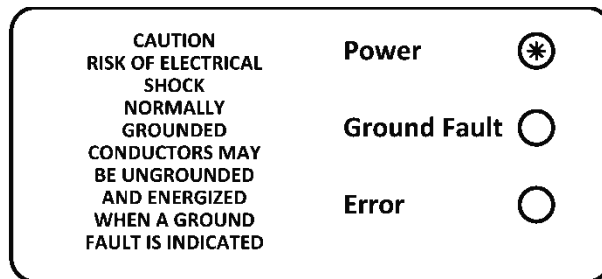 CAUTION
RISK OF ELECTRICAL
SHOCK
NORMALLY
GROUNDED
CONDUCTORS MAY
BE UNGROUNDED
AND ENERGIZED
WHEN A GROUND
FAULT IS INDICATED
Power
Ground Fault
Error